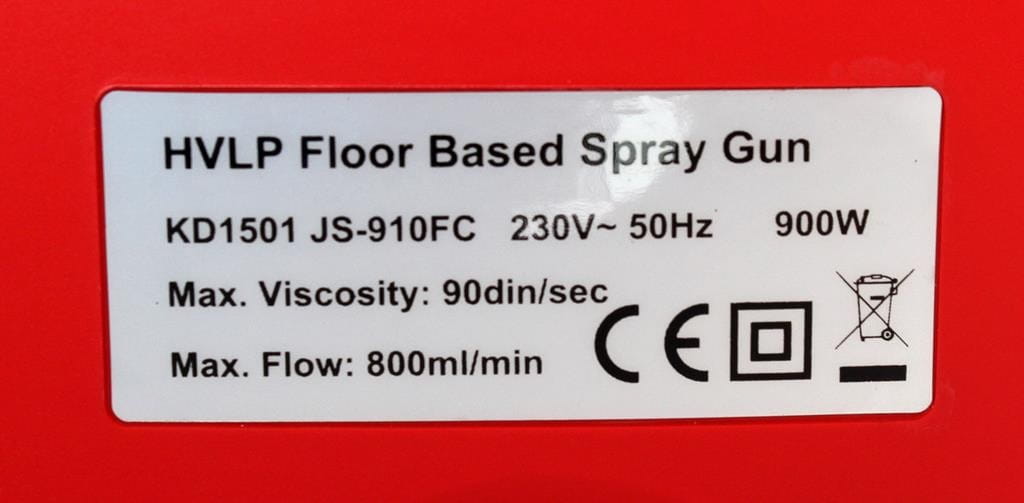 HVLP Floor Based Spray Gun
KD1501 JS-910FC 230V~ 50Hz 900W
Max. Viscosity: 90din/sec
Max. Flow: 800ml/min
CE